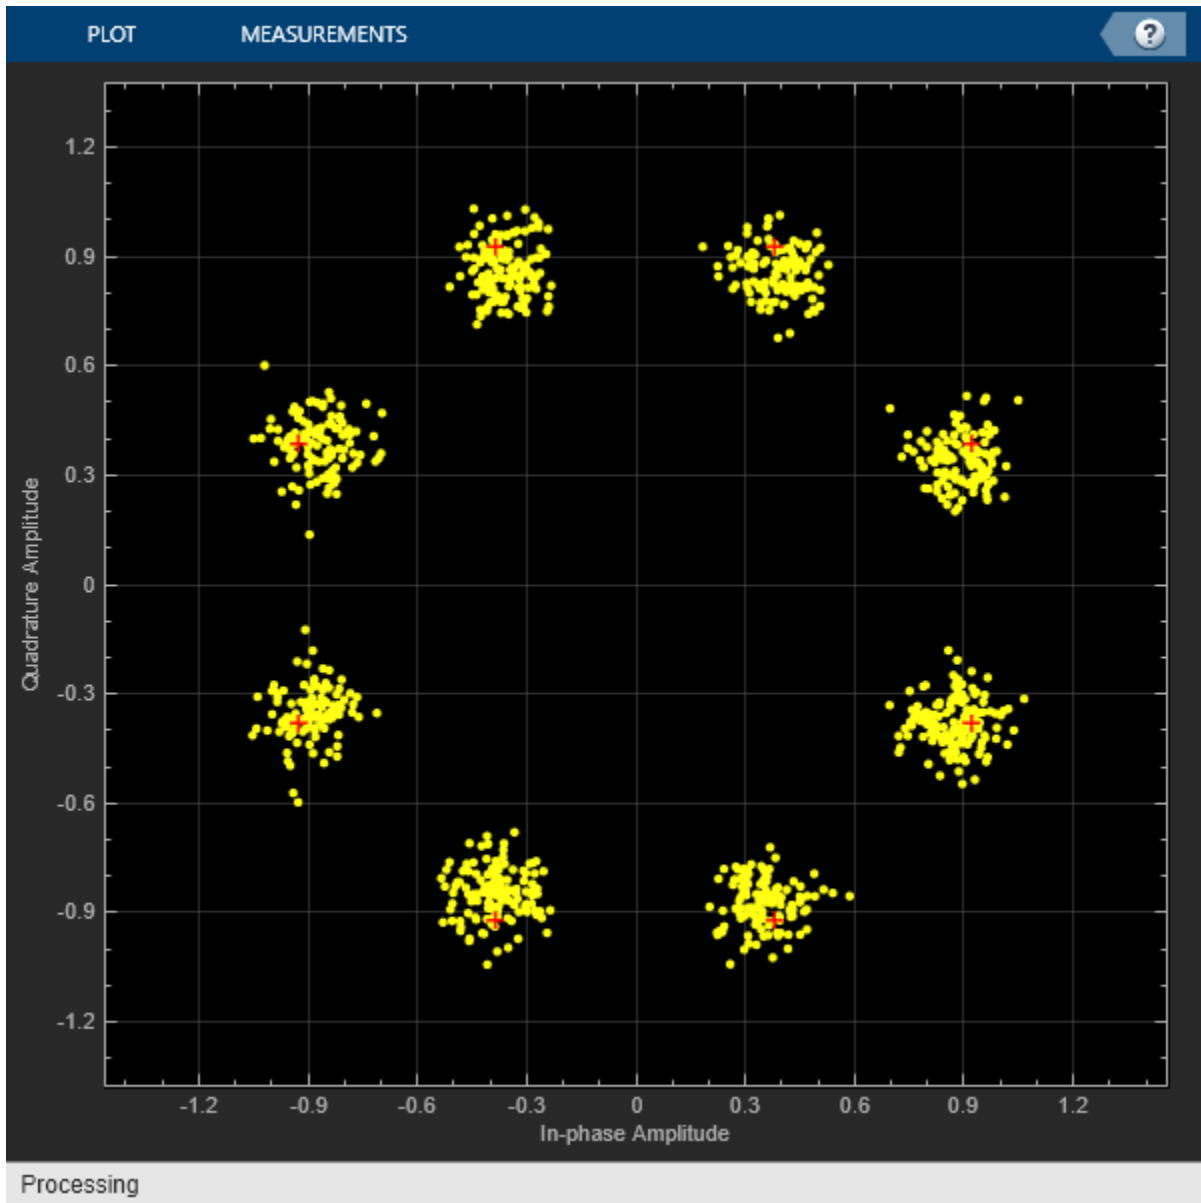 PLOT MEASUREMENTS ?
1.2
0.9
0.6
0.3
0
-0.3
-0.6
-0.9
-1.2
Quadrature Amplitude
-1.2 -0.9 -0.6 -0.3 0 0.3 0.6 0.9 1.2
In-phase Amplitude
Processing